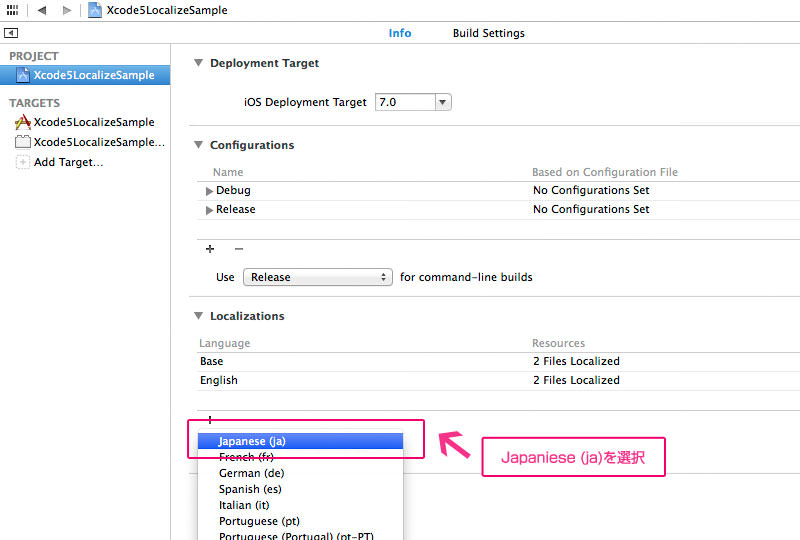 Xcode5LocalizeSample
Info Build Settings
PROJECT
Xcode5LocalizeSample
TARGETS
Xcode5LocalizeSample
Xcode5LocalizeSample...
Add Target...
Deployment Target
iOS Deployment Target 7.0
Configurations
Name Based on Configuration File
Debug No Configurations Set
Release No Configurations Set
+ −
Use Release for command-line builds
Localizations
Language Resources
Base 2 Files Localized
English 2 Files Localized
+
Japanese (ja)
French (fr)
German (de)
Spanish (es)
Italian (it)
Portuguese (pt)
Portuguese (Portugal) (pt-PT)
Japaniese (ja)を選択